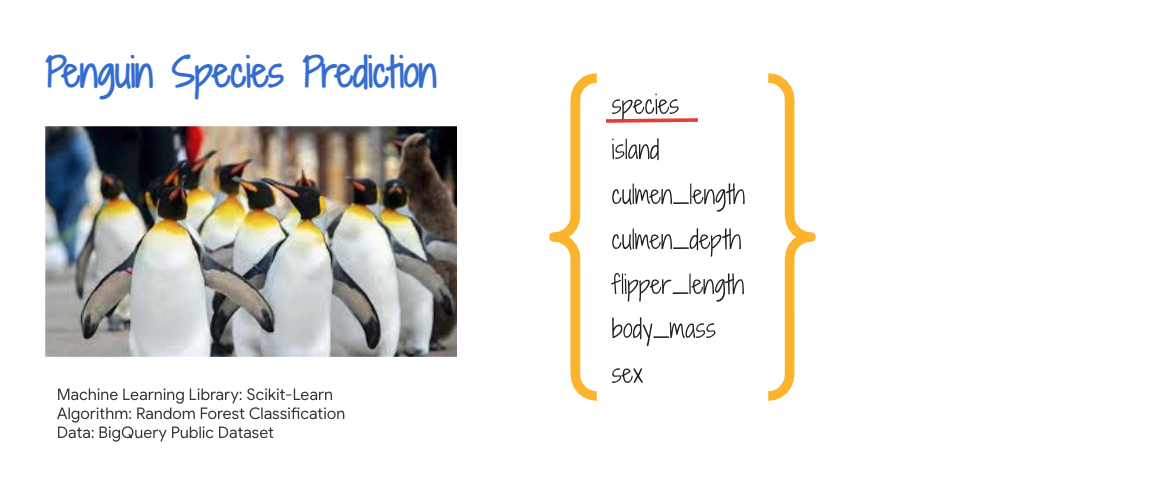 Penguin Species Prediction
species
island
culmen_length
culmen_depth
flipper_length
body_mass
sex
Machine Learning Library: Scikit-Learn
Algorithm: Random Forest Classification
Data: BigQuery Public Dataset